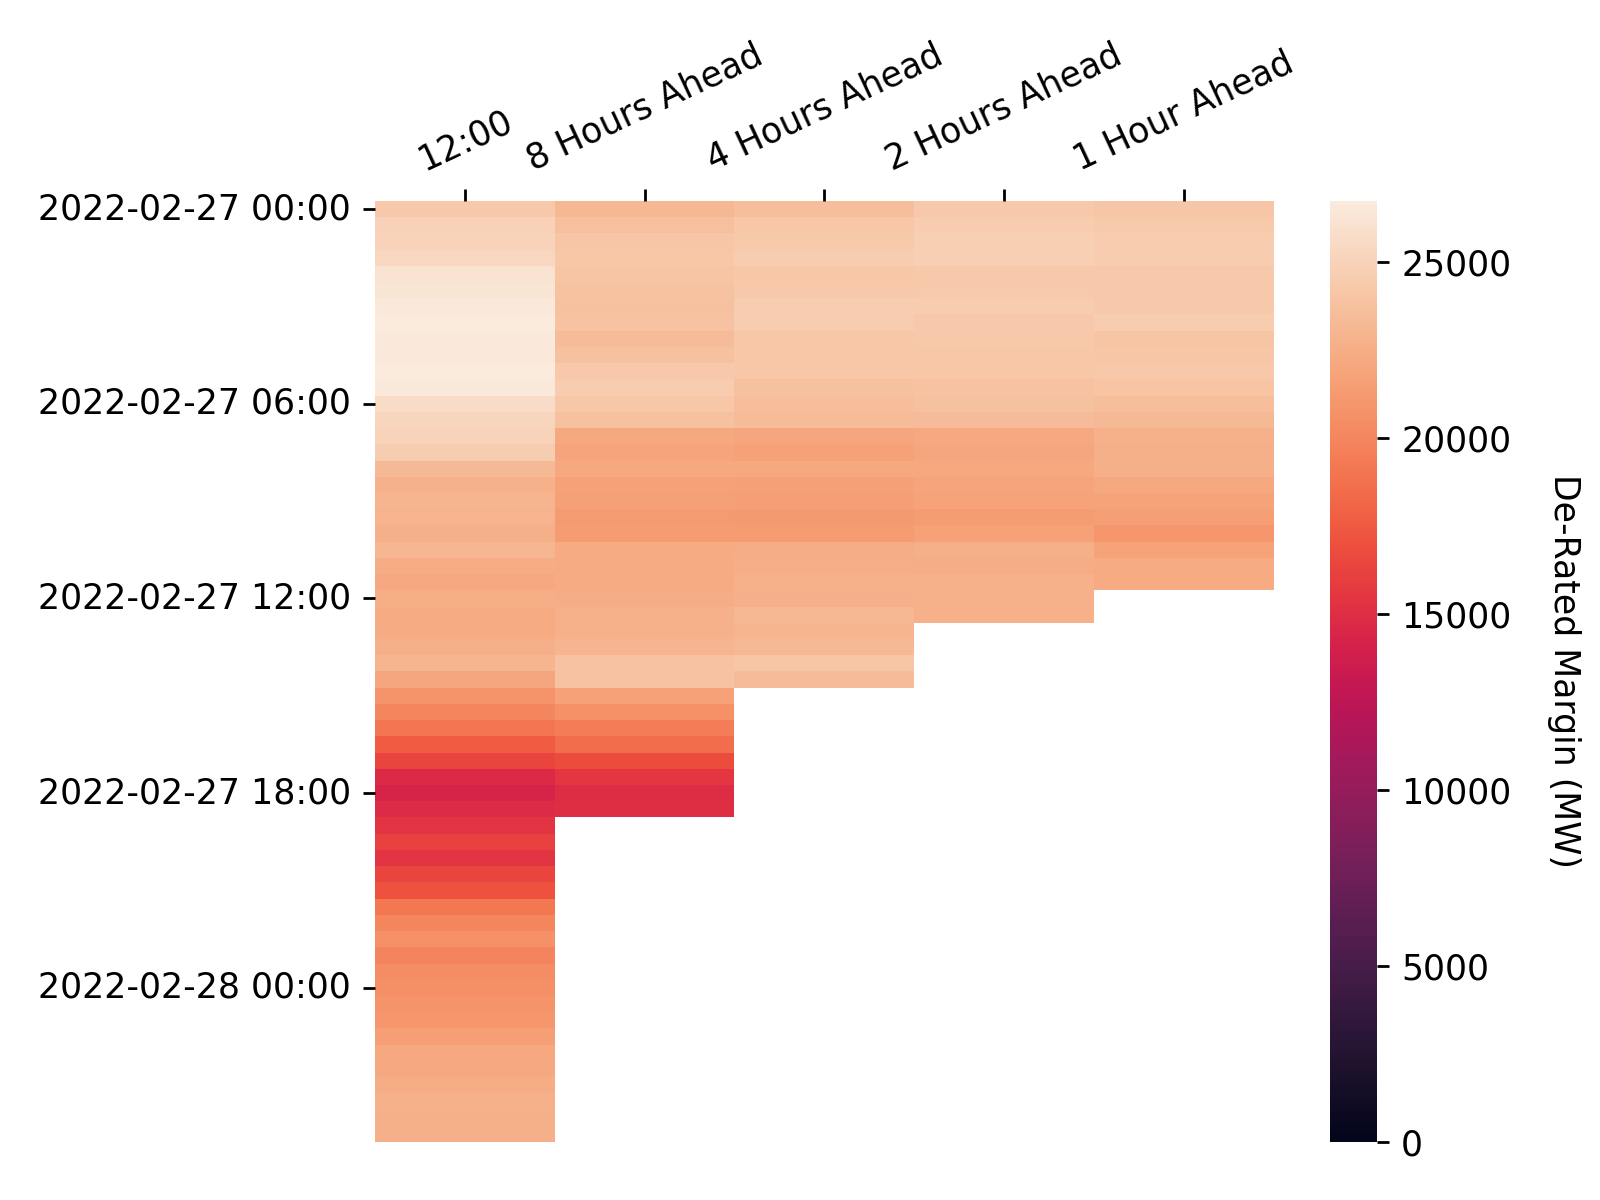 12:00
8 Hours Ahead
4 Hours Ahead
2 Hours Ahead
1 Hour Ahead
2022-02-27 00:00
2022-02-27 06:00
2022-02-27 12:00
2022-02-27 18:00
2022-02-28 00:00
25000
20000
15000
10000
5000
0
De-Rated Margin (MW)